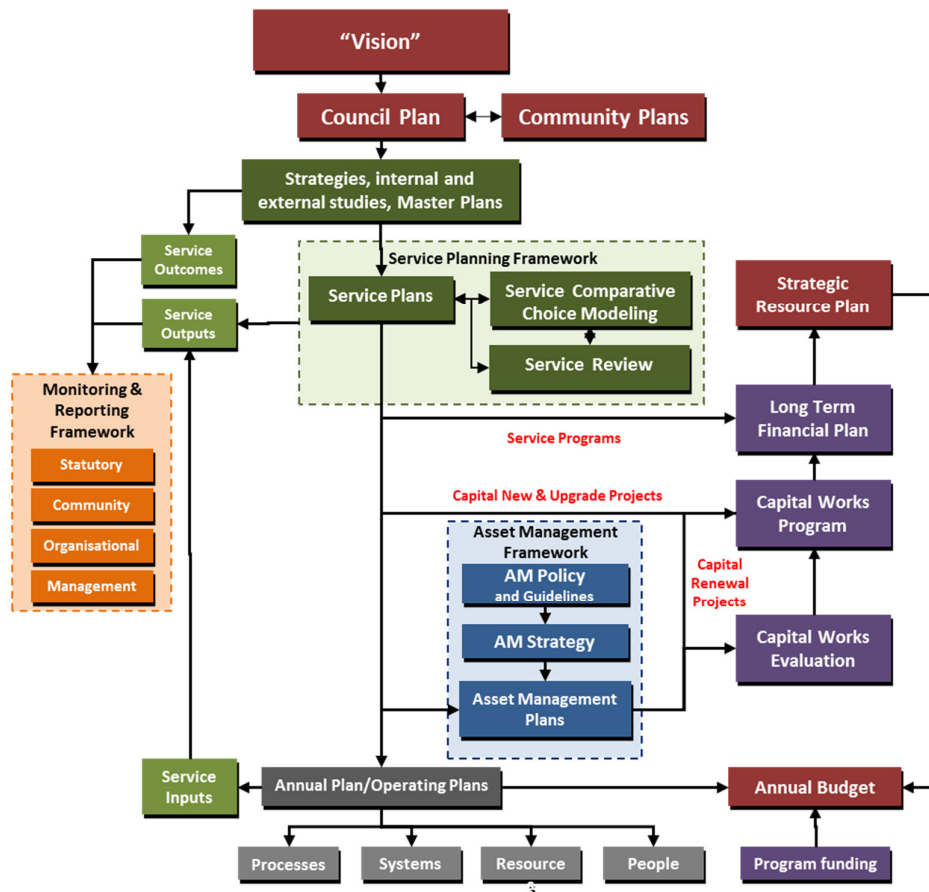 “Vision”
Council Plan
Community Plans
Strategies, internal and
external studies, Master Plans
Service
Outcomes
Service Planning Framework
Service Plans
Service Comparative
Choice Modeling
Service Review
Strategic
Resource Plan
Service
Outputs
Monitoring &
Reporting
Framework
Statutory
Community
Organisational
Management
Service Programs
Long Term
Financial Plan
Capital New & Upgrade Projects
Capital Works
Program
Asset Management
Framework
AM Policy
and Guidelines
AM Strategy
Asset Management
Plans
Capital
Renewal
Projects
Capital Works
Evaluation
Service
Inputs
Annual Plan/Operating Plans
Annual Budget
Processes
Systems
Resource
People
Program funding